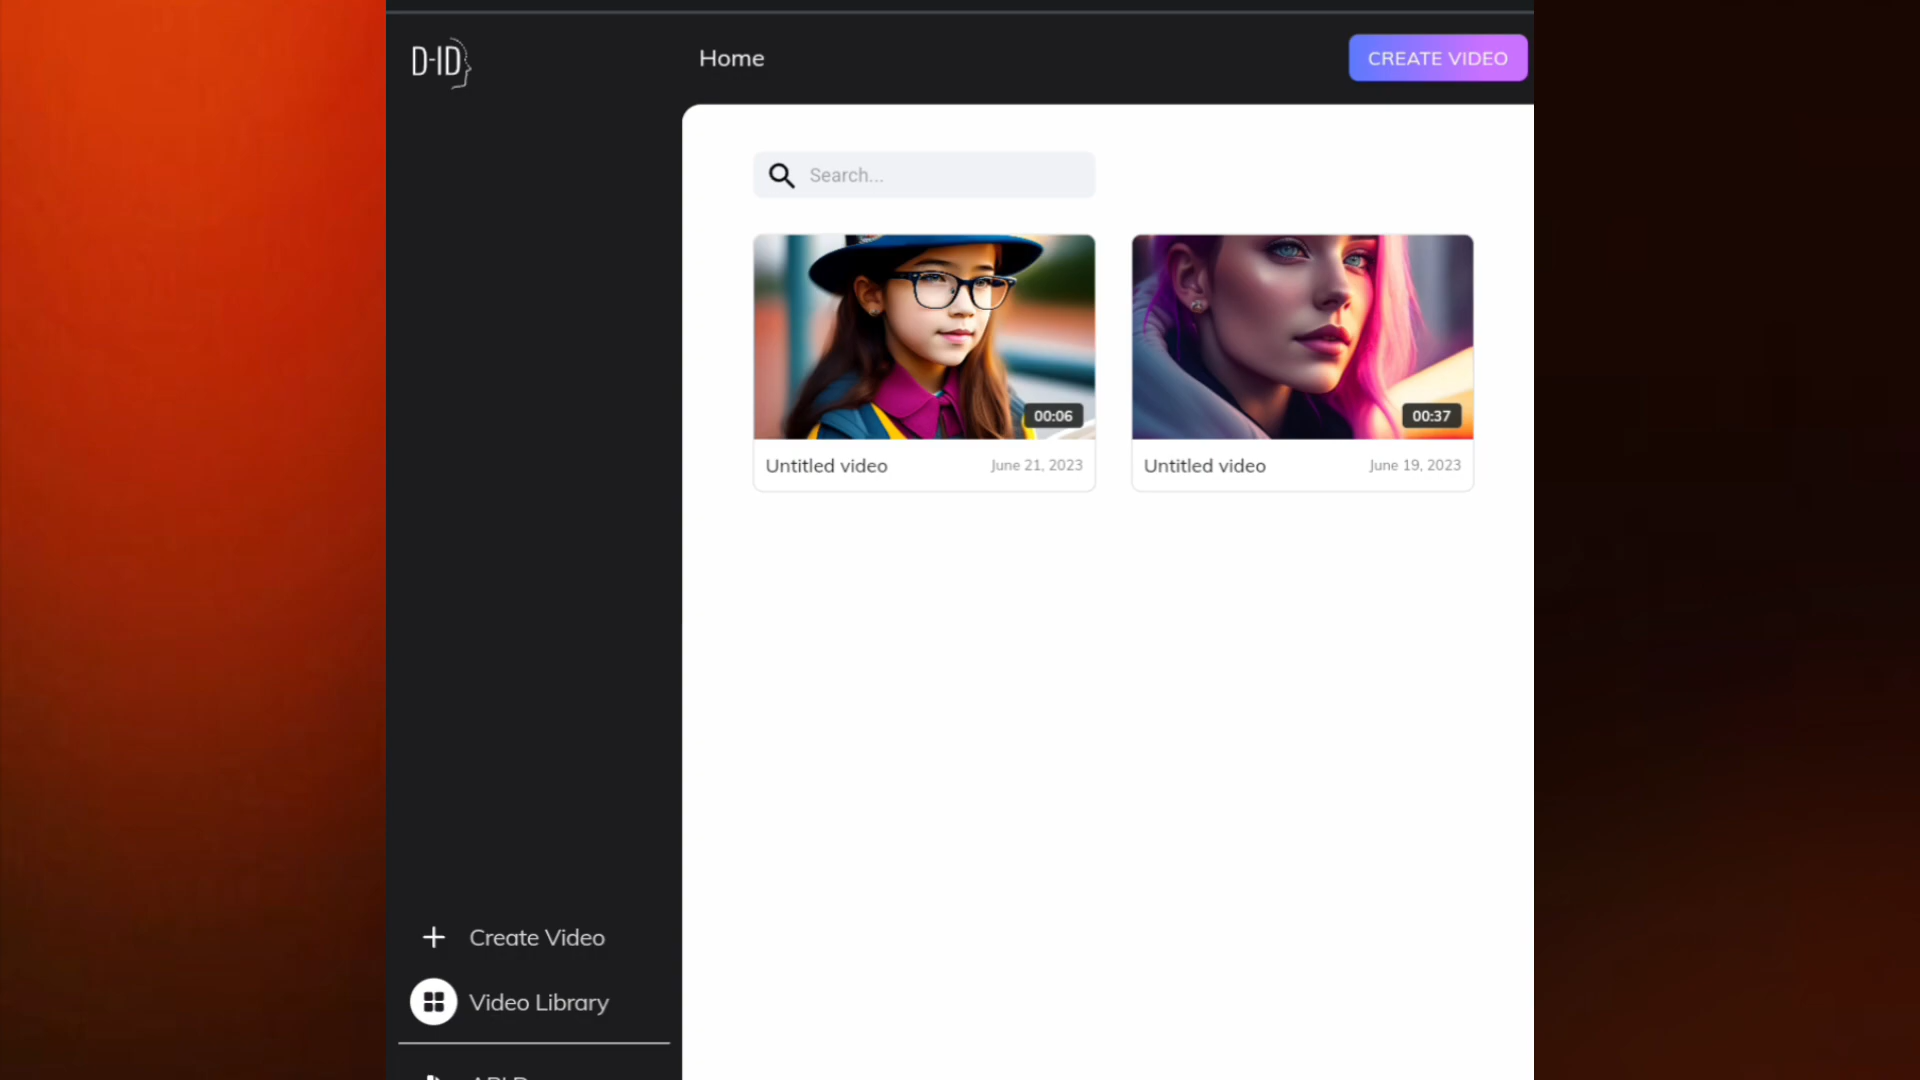 D-ID
Home
CREATE VIDEO
Search...
00:06
00:37
Untitled video
June 21, 2023
Untitled video
June 19, 2023
Create Video
Video Library